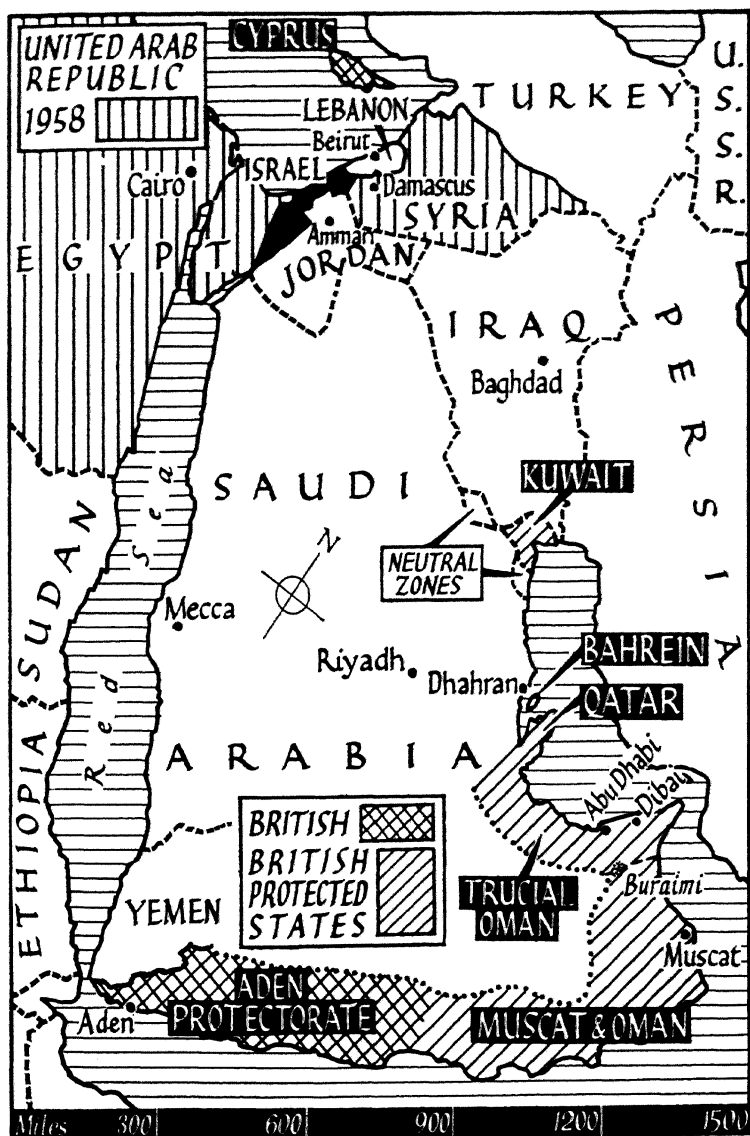 UNITED ARAB
REPUBLIC
1958
CYPRUS
TURKEY
U.S.S.R.
LEBANON
Beirut
ISRAEL
Cairo
Damascus
SYRIA
EGYPT
Amman
JORDAN
IRAQ
Baghdad
PERSIA
SAUDI
KUWAIT
NEUTRAL
ZONES
N
SUDAN
Red Sea
Mecca
Riyadh
Dhahran
BAHREIN
QATAR
ARABIA
Abu Dhabi
Dibai
ETHIOPIA
BRITISH
BRITISH
PROTECTED
STATES
TRUCIAL
OMAN
Buraimi
YEMEN
Muscat
ADEN
PROTECTORATE
Aden
MUSCAT & OMAN
Miles 300 600 900 1200 1500